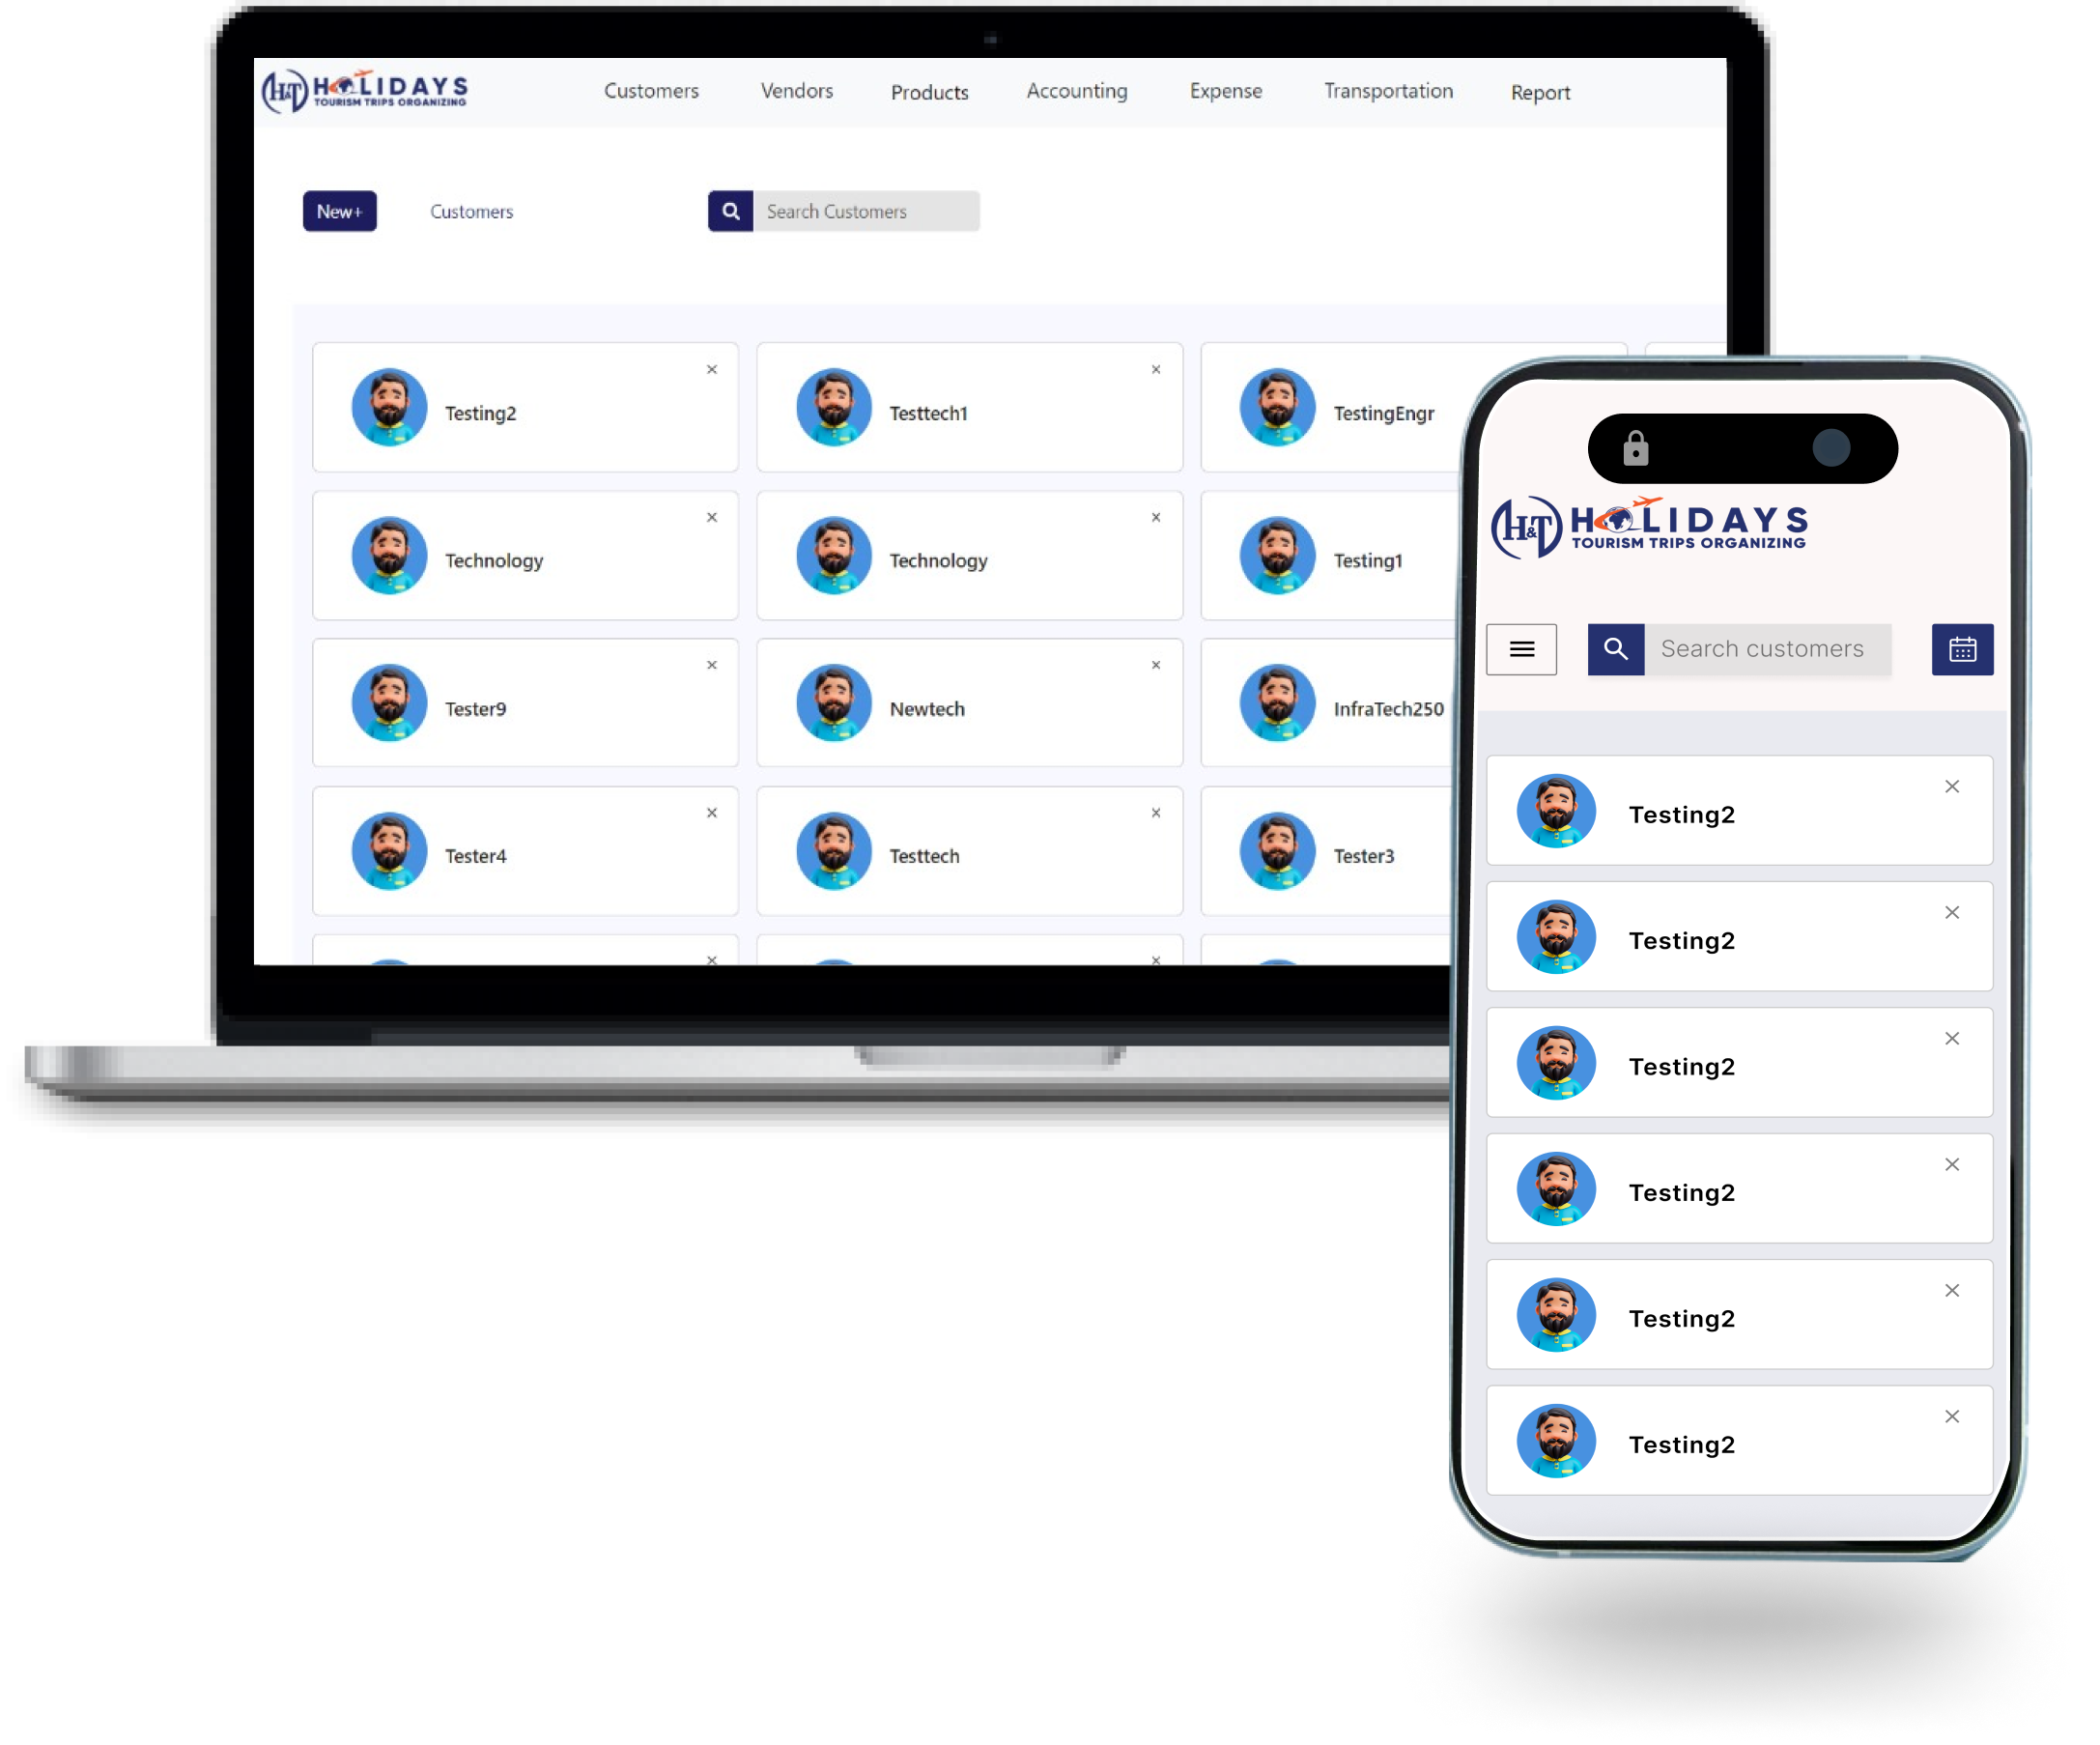 H&T HOLIDAYS
TOURISM TRIPS ORGANIZING
Customers Vendors Products Accounting Expense Transportation Report
New+ Customers Search Customers
Testing2 × Testtech1 × TestingEngr
Technology × Technology × Testing1
Tester9 × Newtech × InfraTech250
Tester4 × Testtech × Tester3
× ×
H&T HOLIDAYS
TOURISM TRIPS ORGANIZING
Search customers
Testing2 ×
Testing2 ×
Testing2 ×
Testing2 ×
Testing2 ×
Testing2 ×